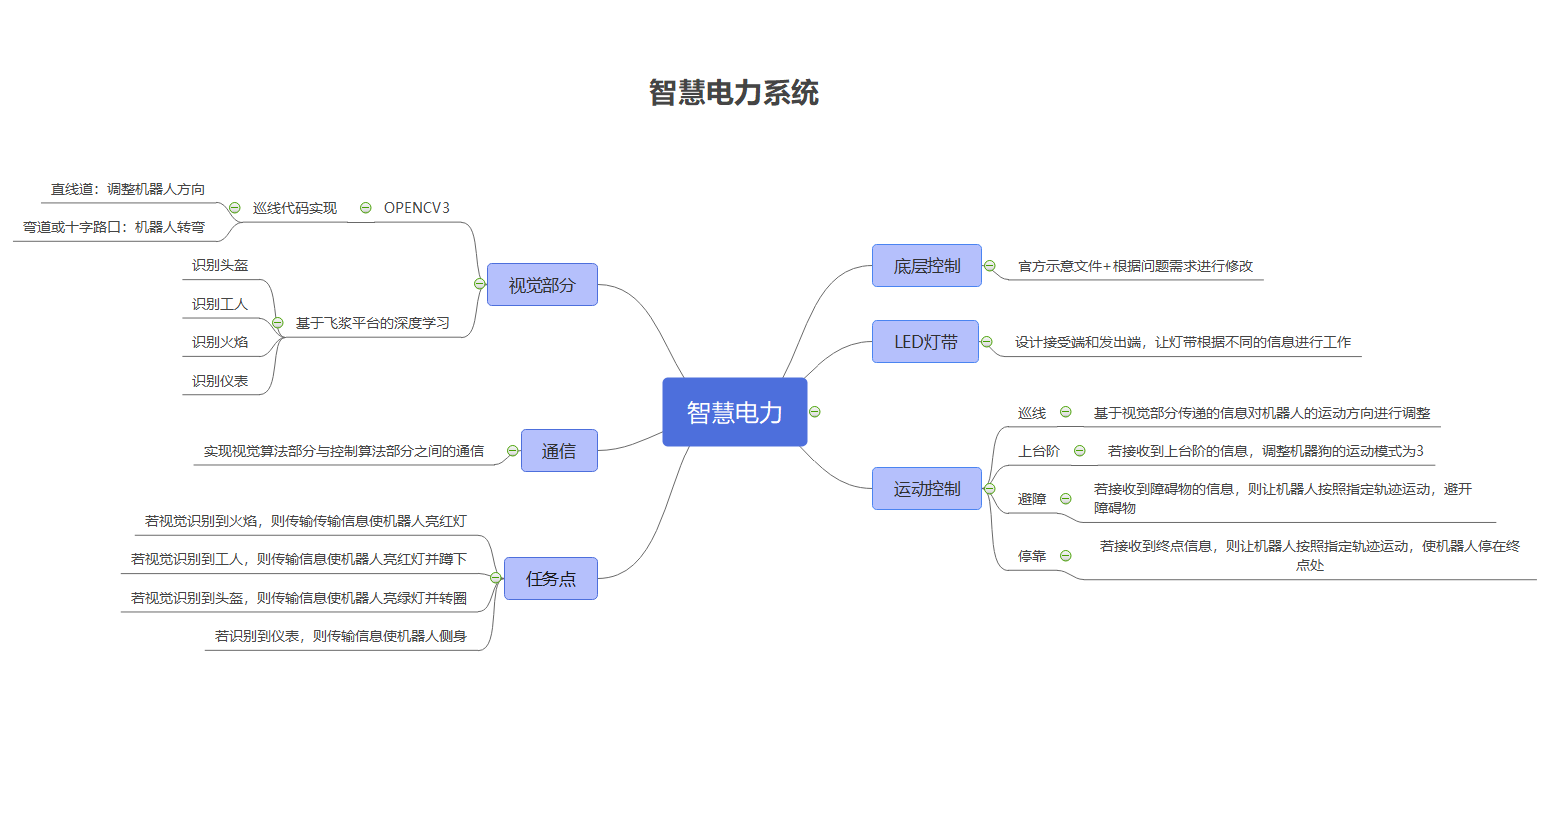 智慧电力系统
直线道：调整机器人方向
弯道或十字路口：机器人转弯
巡线代码实现
OPENCV3
识别头盔
识别工人
识别火焰
识别仪表
基于飞浆平台的深度学习
视觉部分
实现视觉算法部分与控制算法部分之间的通信
通信
若视觉识别到火焰，则传输传输信息使机器人亮红灯
若视觉识别到工人，则传输信息使机器人亮红灯并蹲下
若视觉识别到头盔，则传输信息使机器人亮绿灯并转圈
若识别到仪表，则传输信息使机器人侧身
任务点
智慧电力
底层控制
官方示意文件+根据问题需求进行修改
LED灯带
设计接受端和发出端，让灯带根据不同的信息进行工作
运动控制
巡线
基于视觉部分传递的信息对机器人的运动方向进行调整
上台阶
若接收到上台阶的信息，调整机器狗的运动模式为3
避障
若接收到障碍物的信息，则让机器人按照指定轨迹运动，避开
障碍物
停靠
若接收到终点信息，则让机器人按照指定轨迹运动，使机器人停在终
点处